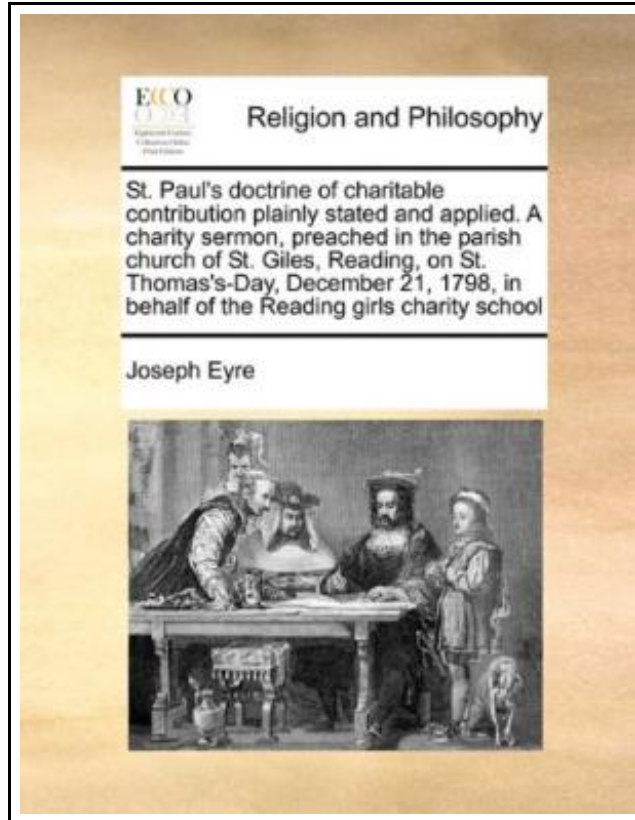 ECCO
Religion and Philosophy
St. Paul's doctrine of charitable
contribution plainly stated and applied. A
charity sermon, preached in the parish
church of St. Giles, Reading, on St.
Thomas's-Day, December 21, 1798, in
behalf of the Reading girls charity school
Joseph Eyre